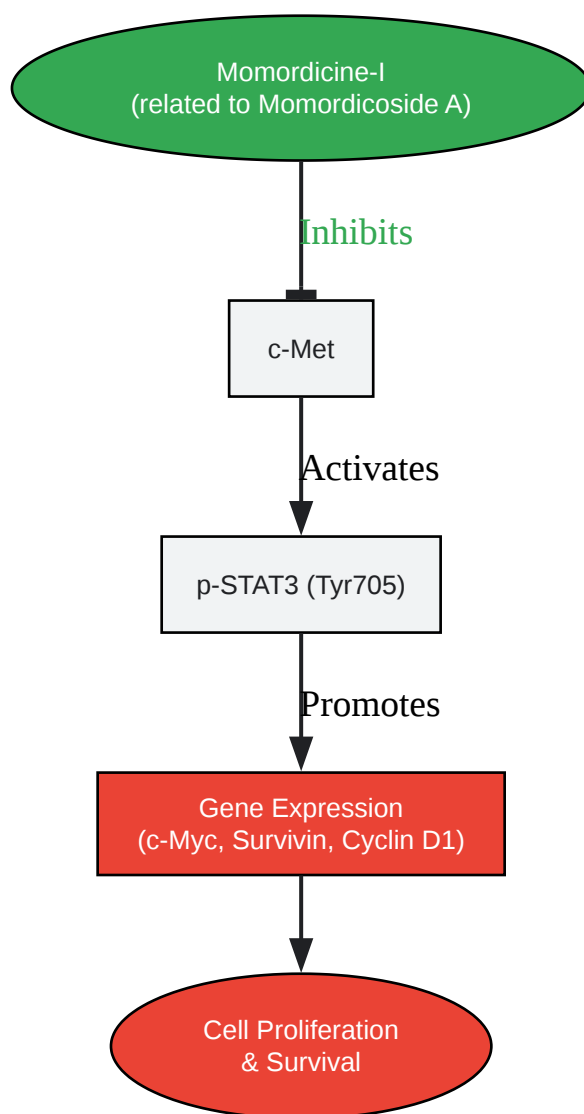 Momordicine-I
(related to Momordicoside A)
Inhibits
c-Met
Activates
p-STAT3 (Tyr705)
Promotes
Gene Expression
(c-Myc, Survivin, Cyclin D1)
Cell Proliferation
& Survival